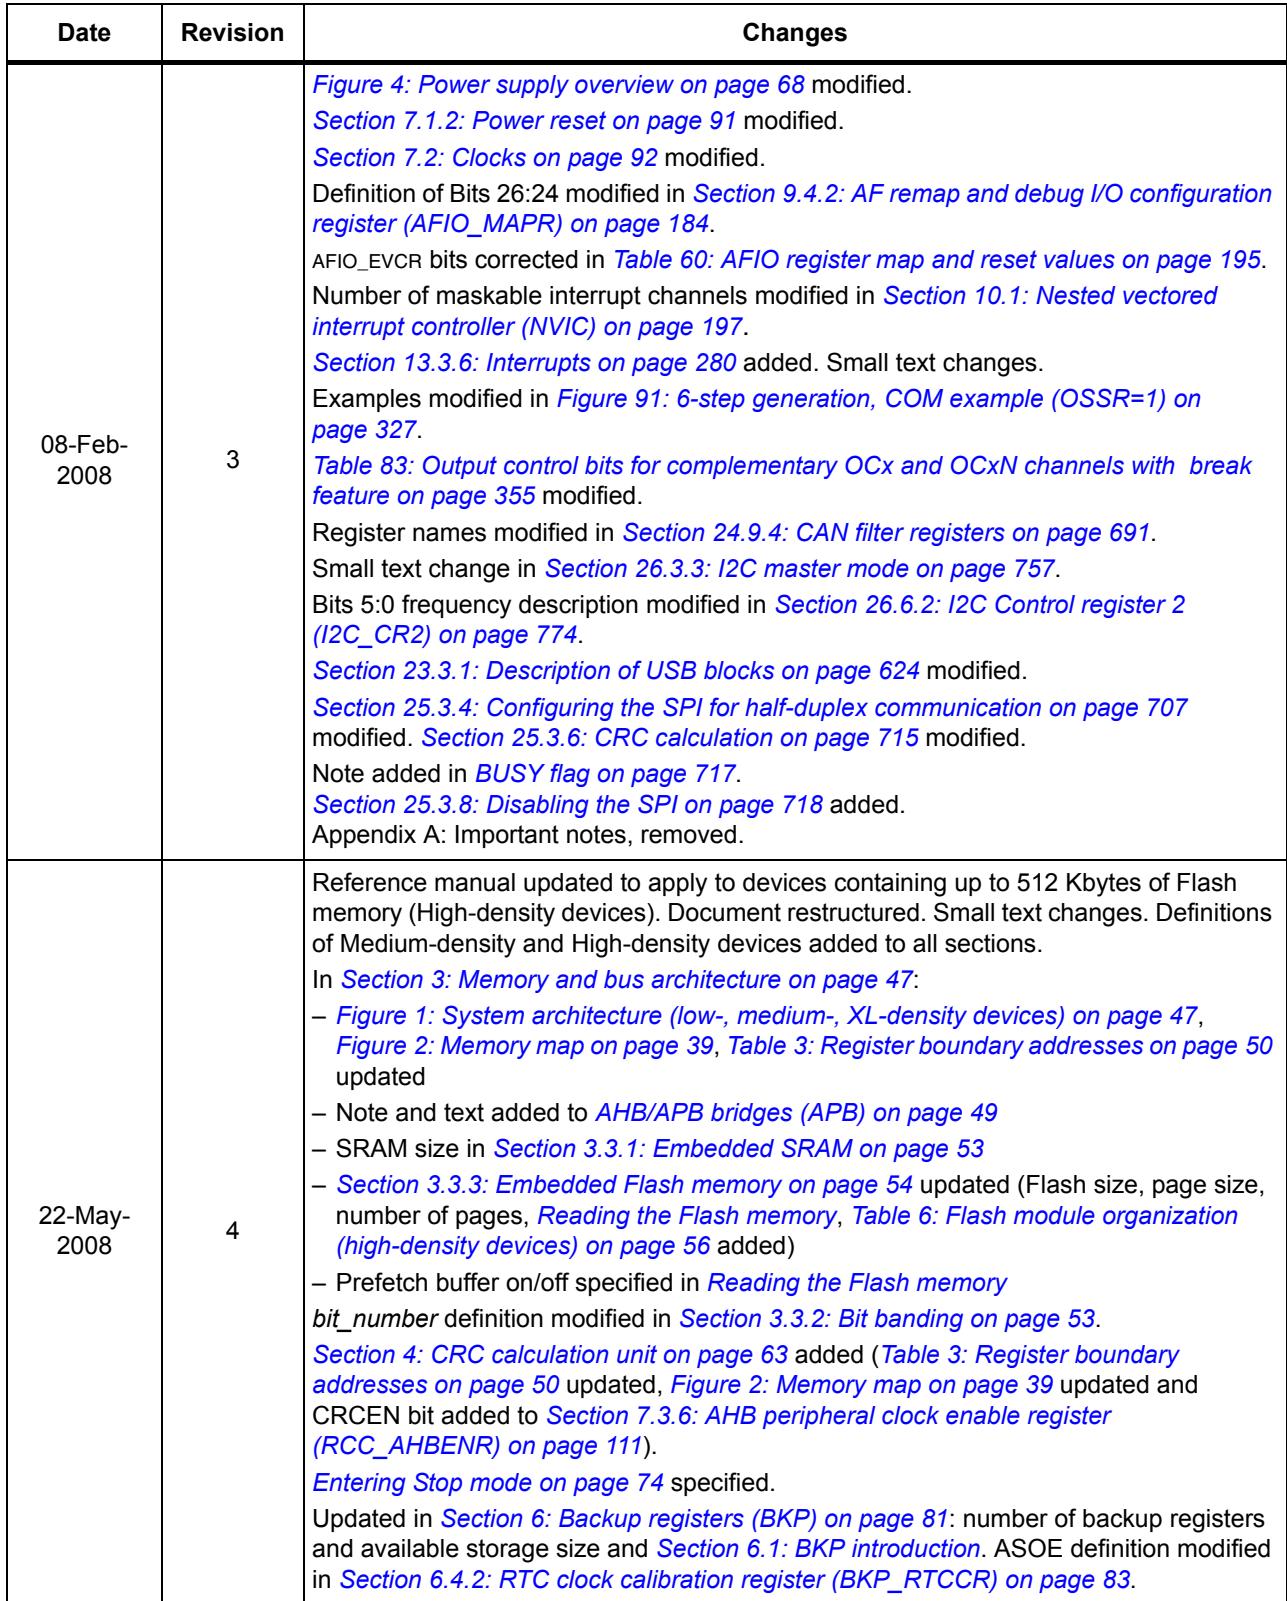 Date Revision Changes
Figure 4: Power supply overview on page 68 modified.
Section 7.1.2: Power reset on page 91 modified.
Section 7.2: Clocks on page 92 modified.
Definition of Bits 26:24 modified in Section 9.4.2: AF remap and debug I/O configuration
register (AFIO_MAPR) on page 184.
AFIO_EVCR bits corrected in Table 60: AFIO register map and reset values on page 195.
Number of maskable interrupt channels modified in Section 10.1: Nested vectored
interrupt controller (NVIC) on page 197.
Section 13.3.6: Interrupts on page 280 added. Small text changes.
Examples modified in Figure 91: 6-step generation, COM example (OSSR=1) on
page 327.
08-Feb-
2008
3
Table 83: Output control bits for complementary OCx and OCxN channels with break
feature on page 355 modified.
Register names modified in Section 24.9.4: CAN filter registers on page 691.
Small text change in Section 26.3.3: I2C master mode on page 757.
Bits 5:0 frequency description modified in Section 26.6.2: I2C Control register 2
(I2C_CR2) on page 774.
Section 23.3.1: Description of USB blocks on page 624 modified.
Section 25.3.4: Configuring the SPI for half-duplex communication on page 707
modified. Section 25.3.6: CRC calculation on page 715 modified.
Note added in BUSY flag on page 717.
Section 25.3.8: Disabling the SPI on page 718 added.
Appendix A: Important notes, removed.
Reference manual updated to apply to devices containing up to 512 Kbytes of Flash
memory (High-density devices). Document restructured. Small text changes. Definitions
of Medium-density and High-density devices added to all sections.
In Section 3: Memory and bus architecture on page 47:
– Figure 1: System architecture (low-, medium-, XL-density devices) on page 47,
Figure 2: Memory map on page 39, Table 3: Register boundary addresses on page 50
updated
– Note and text added to AHB/APB bridges (APB) on page 49
– SRAM size in Section 3.3.1: Embedded SRAM on page 53
– Section 3.3.3: Embedded Flash memory on page 54 updated (Flash size, page size,
number of pages, Reading the Flash memory, Table 6: Flash module organization
(high-density devices) on page 56 added)
22-May-
2008
4
– Prefetch buffer on/off specified in Reading the Flash memory
bit_number definition modified in Section 3.3.2: Bit banding on page 53.
Section 4: CRC calculation unit on page 63 added (Table 3: Register boundary
addresses on page 50 updated, Figure 2: Memory map on page 39 updated and
CRCEN bit added to Section 7.3.6: AHB peripheral clock enable register
(RCC_AHBENR) on page 111).
Entering Stop mode on page 74 specified.
Updated in Section 6: Backup registers (BKP) on page 81: number of backup registers
and available storage size and Section 6.1: BKP introduction. ASOE definition modified
in Section 6.4.2: RTC clock calibration register (BKP_RTCCR) on page 83.